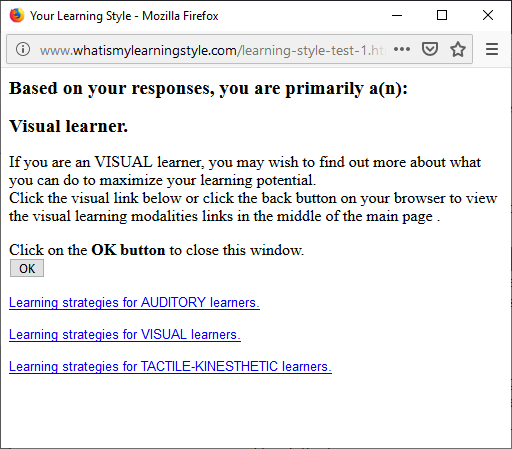 Your Learning Style - Mozilla Firefox
www.whatismylearningstyle.com/learning-style-test-1.h
Based on your responses, you are primarily a(n):
Visual learner.
If you are an VISUAL learner, you may wish to find out more about what
you can do to maximize your learning potential.
Click the visual link below or click the back button on your browser to view
the visual learning modalities links in the middle of the main page .
Click on the OK button to close this window.
OK
Learning strategies for AUDITORY learners.
Learning strategies for VISUAL learners.
Learning strategies for TACTILE-KINESTHETIC learners.